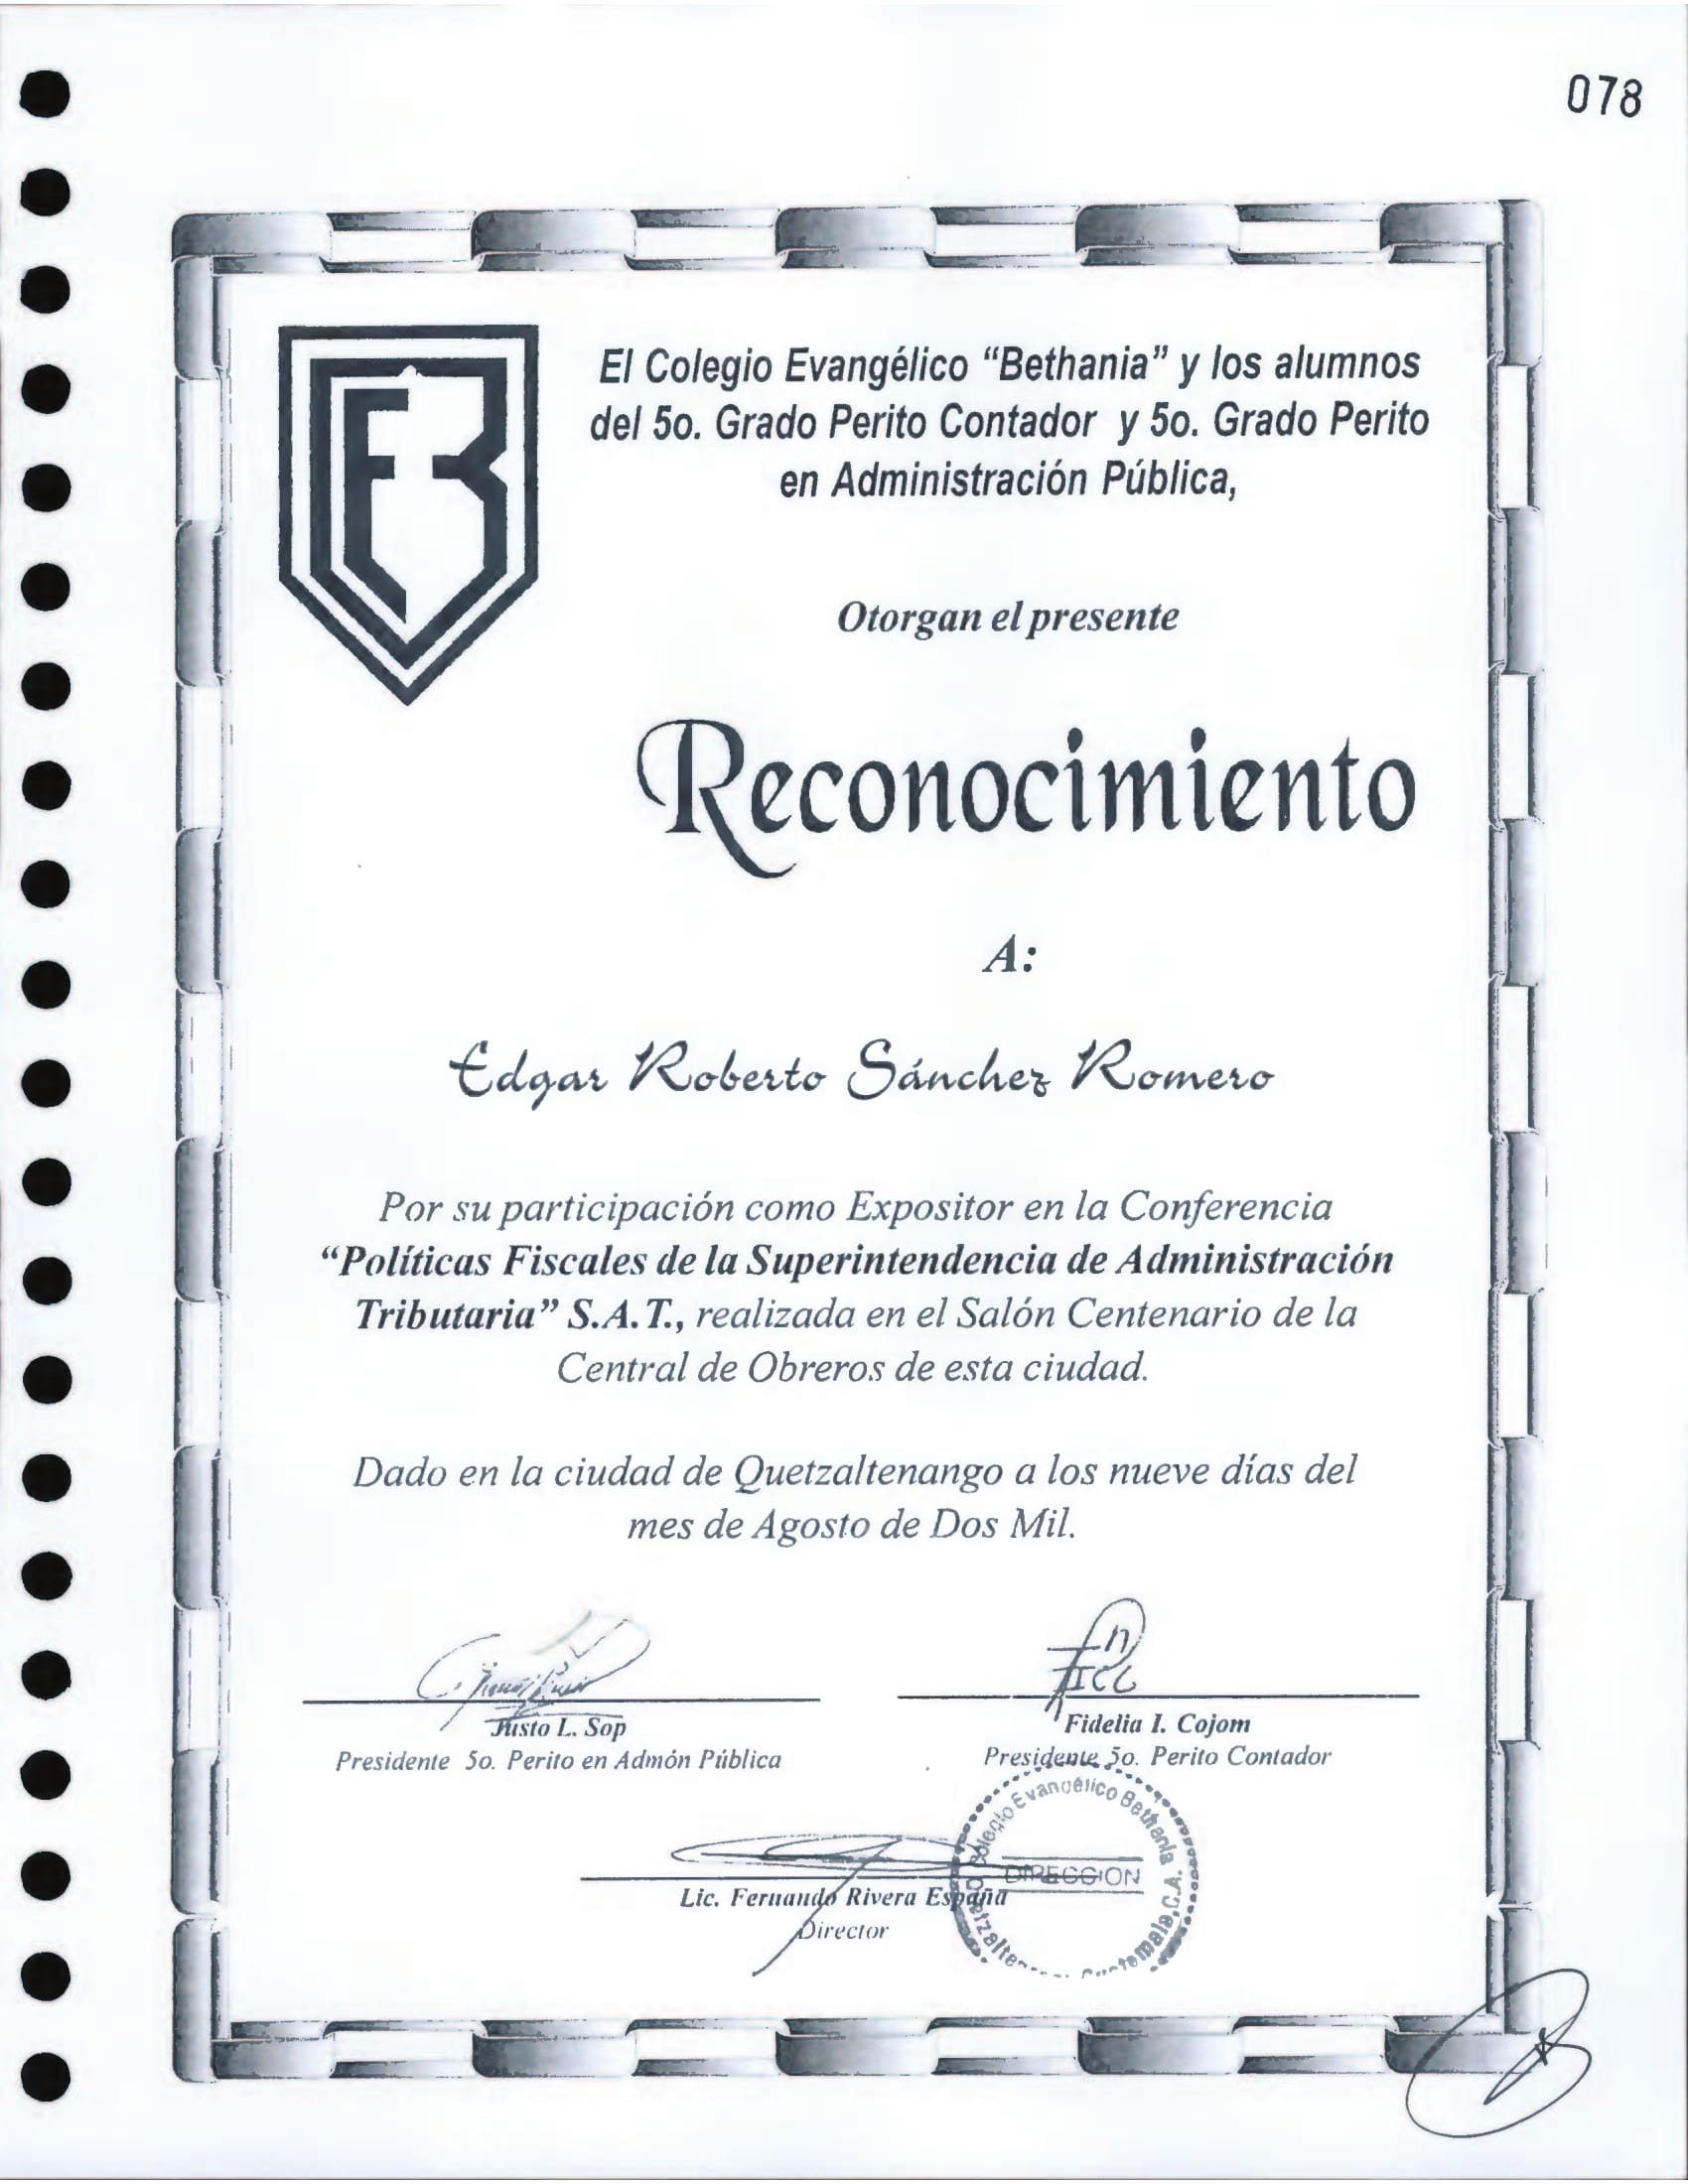 078
El Colegio Evangélico “Bethania” y los alumnos
del 5o. Grado Perito Contador y 5o. Grado Perito
en Administración Pública,
Otorgan el presente
Reconocimiento
A:
Edgar Roberto Sánchez Romero
Por su participación como Expositor en la Conferencia
“Políticas Fiscales de la Superintendencia de Administración
Tributaria” S.A.T., realizada en el Salón Centenario de la
Central de Obreros de esta ciudad.
Dado en la ciudad de Quetzaltenango a los nueve días del
mes de Agosto de Dos Mil.
Justo L. Sop
Presidente 5o. Perito en Admón Pública
Fidelia I. Cojom
Presidente 5o. Perito Contador
Colegio Evangélico Bethania
DIRECCION
Guatemala, C.A.
Lic. Fernando Rivera España
Director